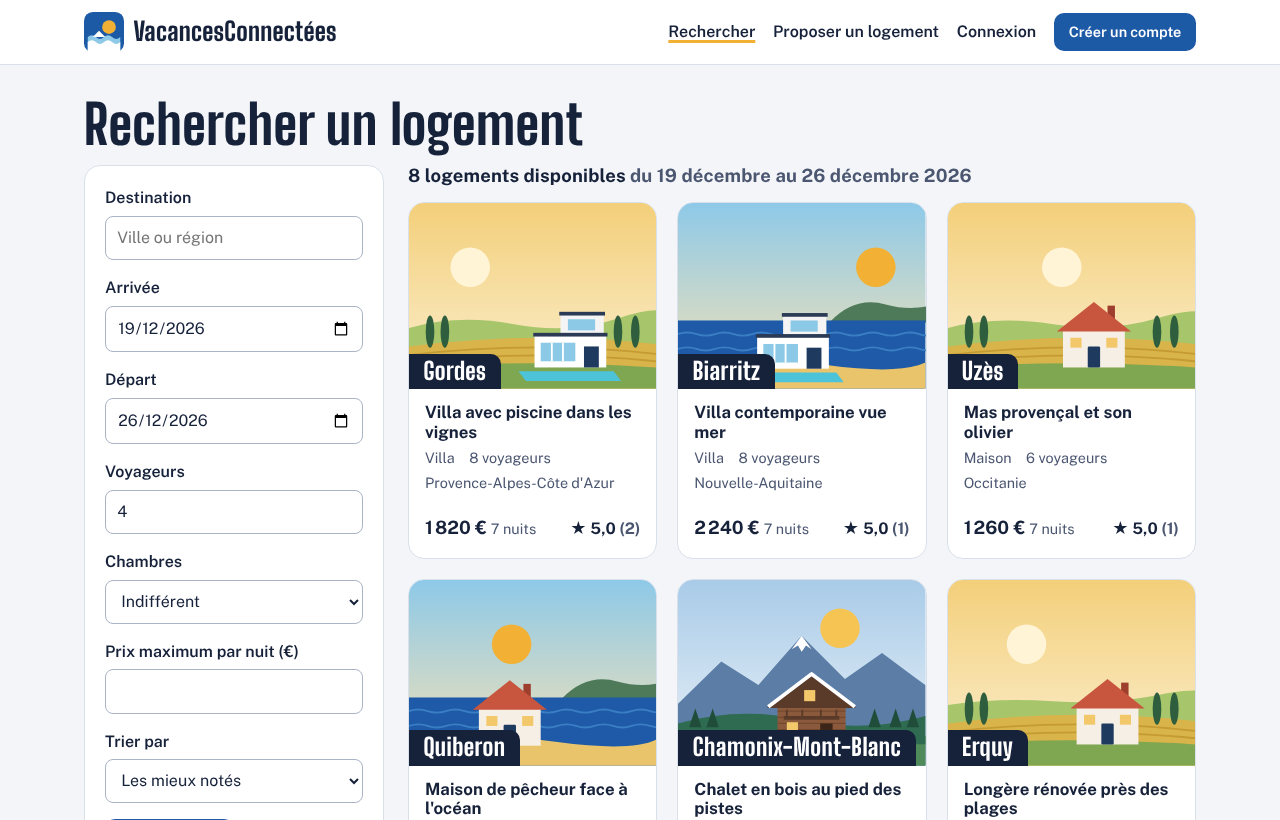 VacancesConnectées
Rechercher
Proposer un logement
Connexion
Créer un compte
Rechercher un logement
Destination
Ville ou région
Arrivée
19/12/2026
Départ
26/12/2026
Voyageurs
4
Chambres
Indifférent
Prix maximum par nuit (€)
Trier par
Les mieux notés
8 logements disponibles du 19 décembre au 26 décembre 2026
Gordes
Villa avec piscine dans les
vignes
Villa 8 voyageurs
Provence-Alpes-Côte d'Azur
1 820 € 7 nuits ★ 5,0 (2)
Biarritz
Villa contemporaine vue
mer
Villa 8 voyageurs
Nouvelle-Aquitaine
2 240 € 7 nuits ★ 5,0 (1)
Uzès
Mas provençal et son
olivier
Maison 6 voyageurs
Occitanie
1 260 € 7 nuits ★ 5,0 (1)
Quiberon
Maison de pêcheur face à
l'océan
Chamonix-Mont-Blanc
Chalet en bois au pied des
pistes
Erquy
Longère rénovée près des
plages